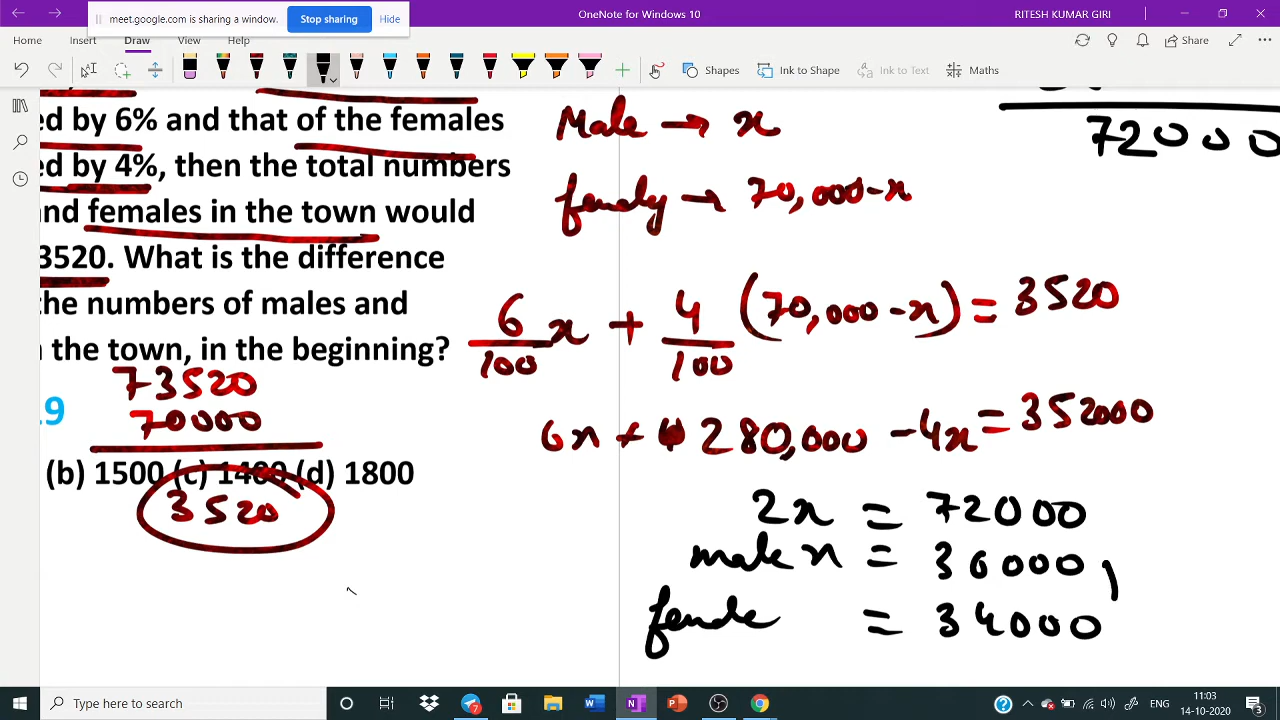 meet.google.com is sharing a window. Stop sharing Hide
OneNote for Windows 10
RITESH KUMAR GIRI
Home Insert Draw View Help
Share
Shapes Ink to Shape Ink to Text Maths
ed by 6% and that of the females
ed by 4%, then the total numbers
and females in the town would
3520. What is the difference
he numbers of males and
the town, in the beginning?
73520
70000
.9
(b) 1500 (c) 1400 (d) 1800
3520
Male → x
70,000-x
72000
6/100 x + 4/100 (70,000-x) = 3520
6x + 280,000 - 4x = 352000
2x = 72000
male x = 36000,
= 34000
Type here to search
7
ENG
11:03
14-10-2020
3